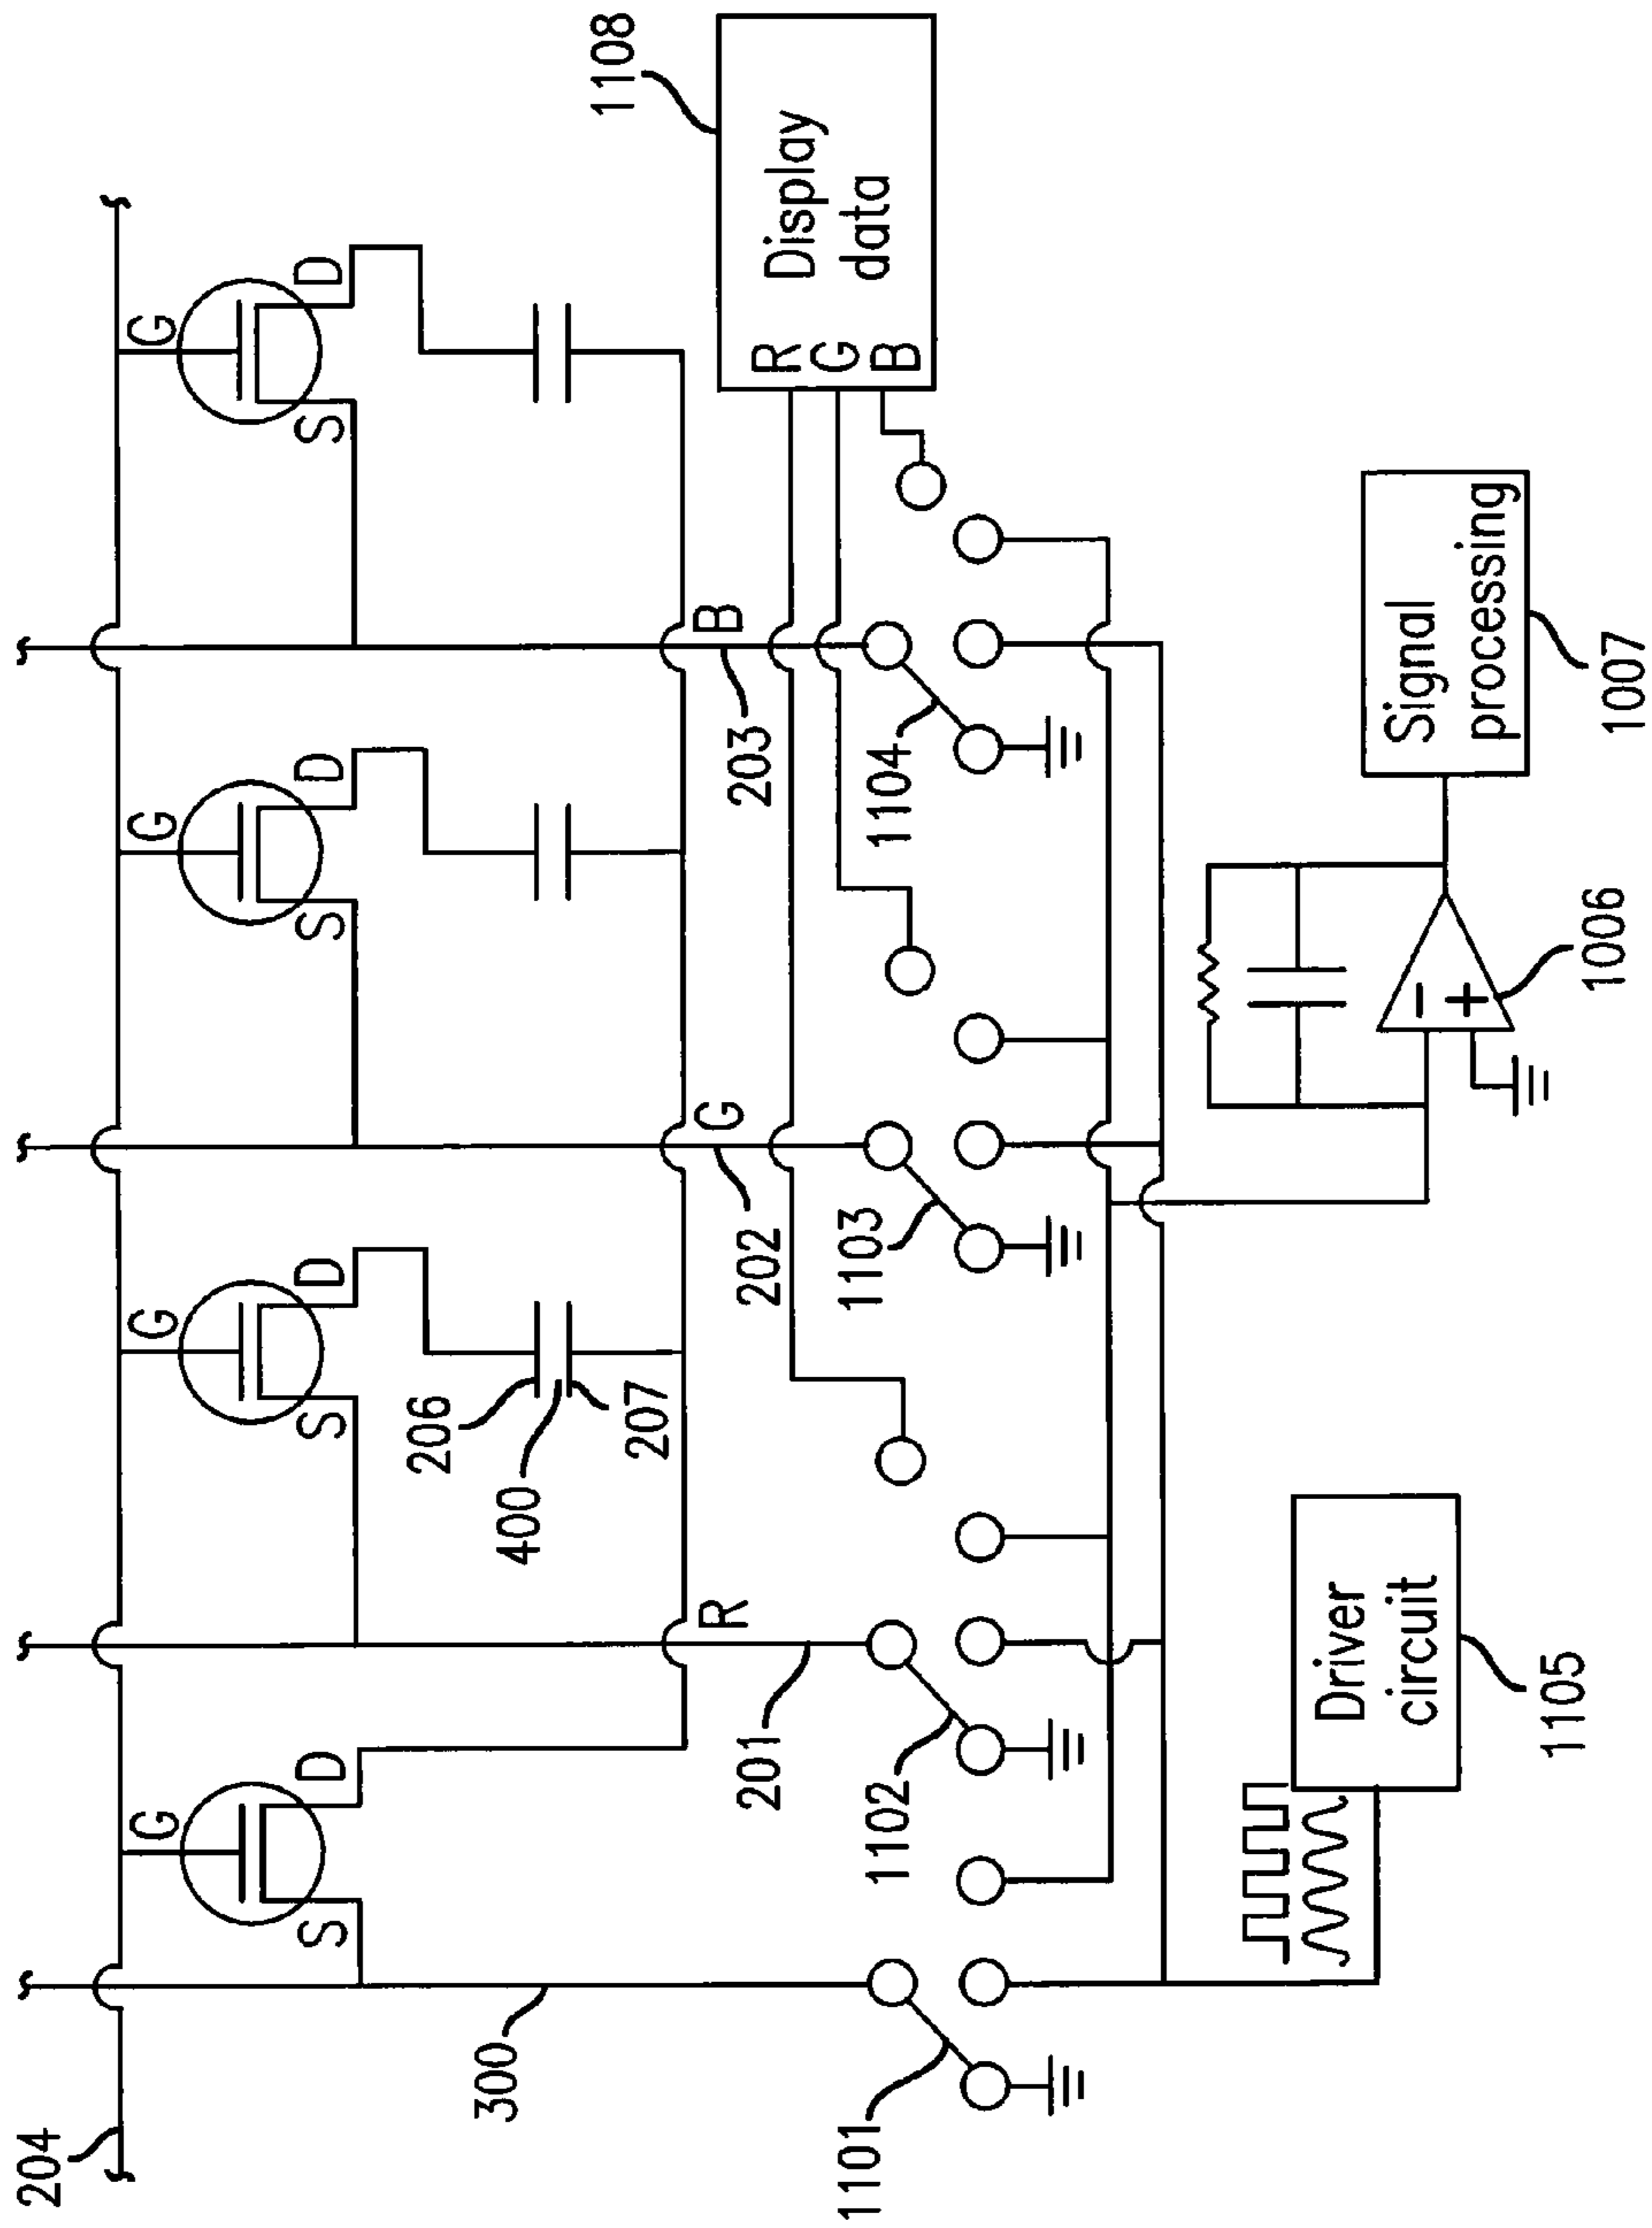 204
G
S
D
G
S
D
G
S
D
G
S
D
300
206
400
207
201
R
202
G
203
B
1101
1102
1103
1104
R
G
B
Display
data
1108
Driver
circuit
1105
−
+
1006
Signal
processing
1007